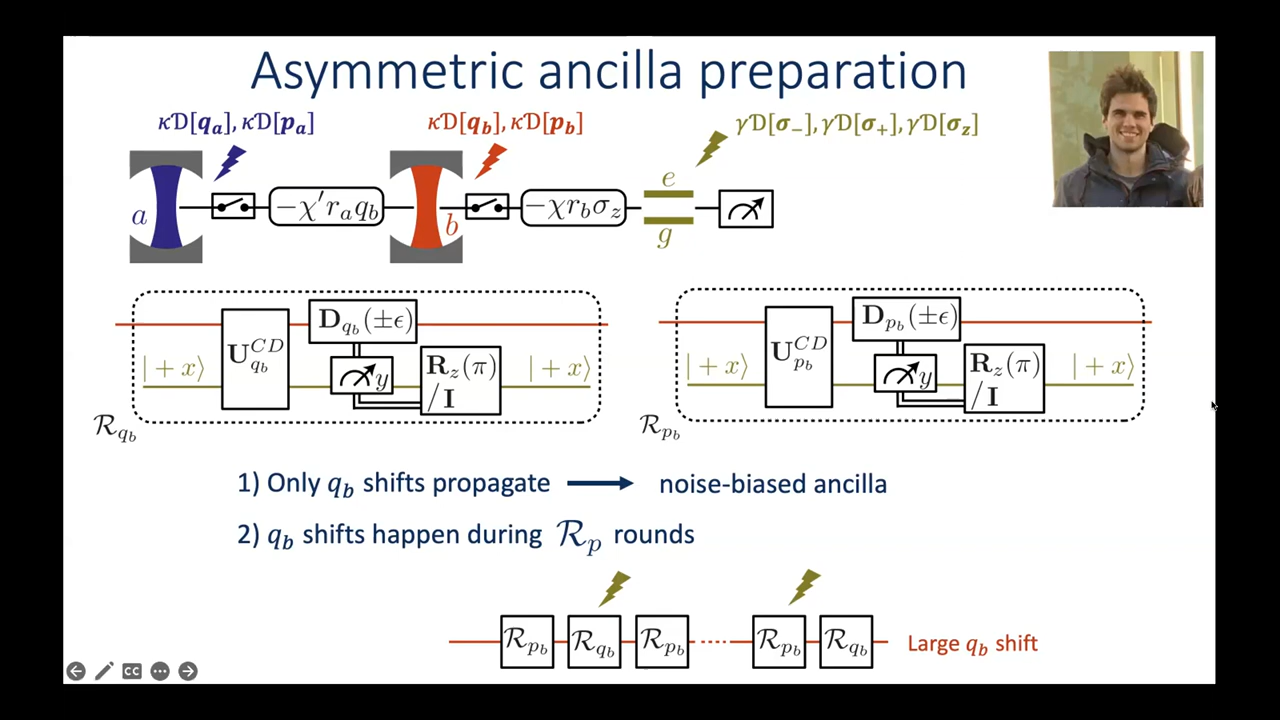 Asymmetric ancilla preparation
κD[q_a], κD[p_a]
κD[q_b], κD[p_b]
γD[σ_−], γD[σ_+], γD[σ_z]
a
−χ′r_a q_b
b
−χr_b σ_z
e
g
D_{q_b}(±ϵ)
U^{CD}_{q_b}
|+x⟩
y
R_z(π)
/I
|+x⟩
R_{q_b}
D_{p_b}(±ϵ)
U^{CD}_{p_b}
|+x⟩
y
R_z(π)
/I
|+x⟩
R_{p_b}
1) Only q_b shifts propagate ⟶ noise-biased ancilla
2) q_b shifts happen during R_p rounds
R_{p_b} R_{q_b} R_{p_b} ····· R_{p_b} R_{q_b} Large q_b shift
CC